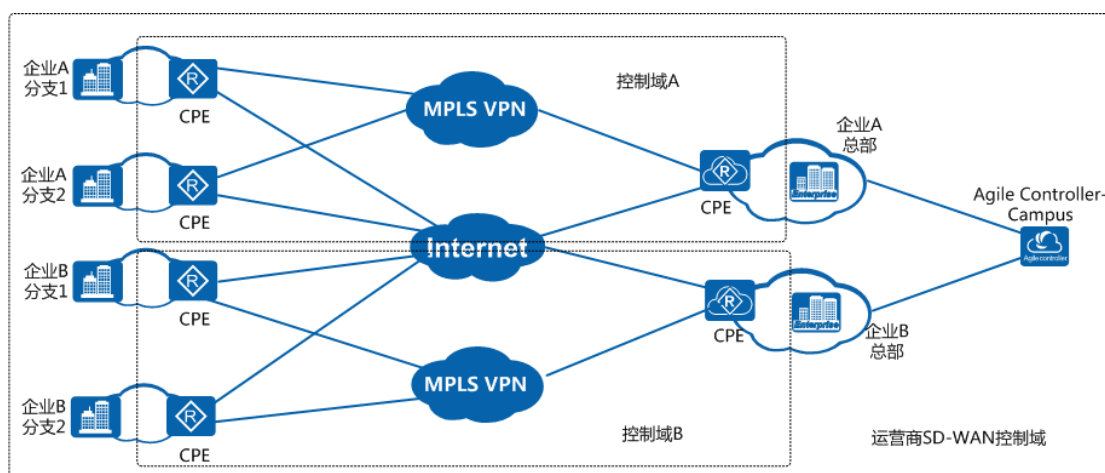 企业A
分支1
R
CPE
MPLS VPN
控制域A
企业A
总部
企业A
分支2
R
CPE
R
CPE
Enterprise
Agile Controller-
Campus
Agile controller
Internet
企业B
分支1
R
CPE
R
CPE
Enterprise
企业B
总部
MPLS VPN
企业B
分支2
R
CPE
控制域B
运营商SD-WAN控制域